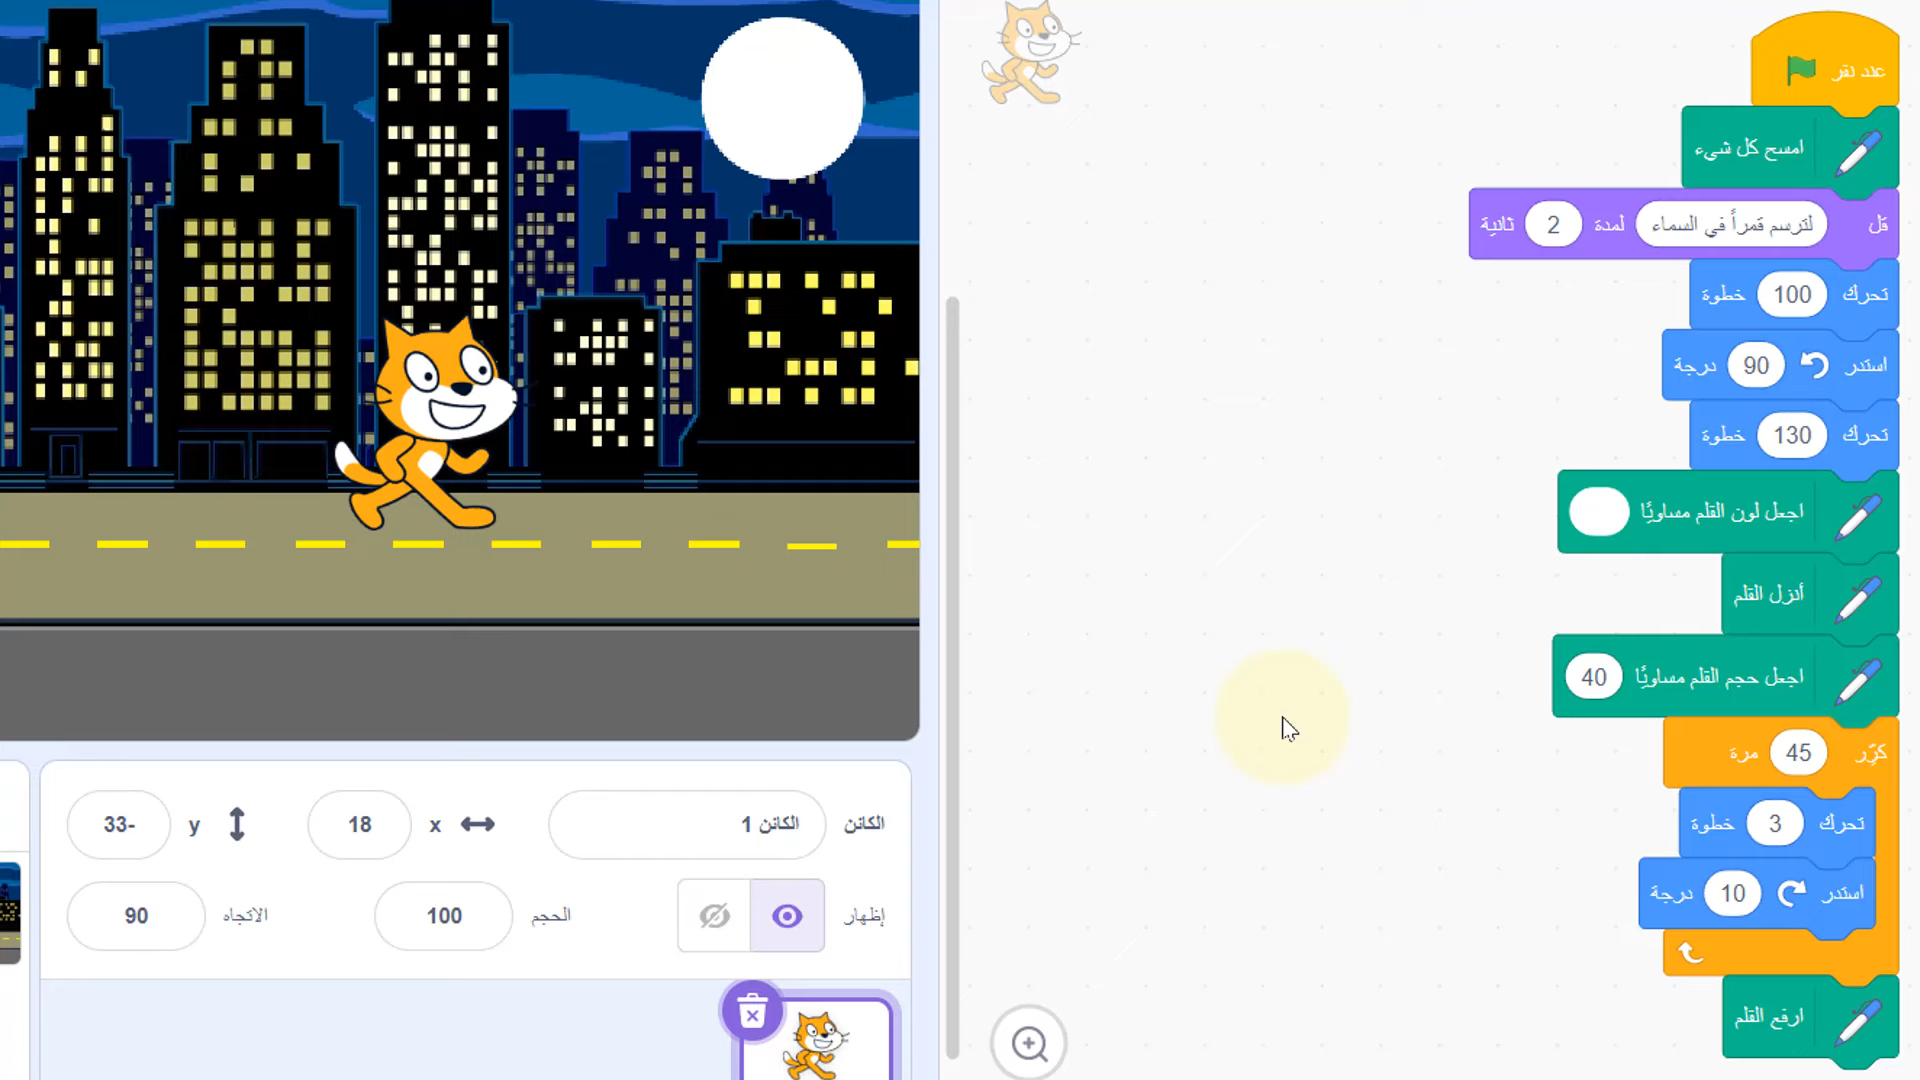 عند نقر
امسح كل شيء
قل لترسم قمراً في السماء لمدة 2 ثانية
تحرك 100 خطوة
استدر 90 درجة
تحرك 130 خطوة
اجعل لون القلم مساويًا
أنزل القلم
اجعل حجم القلم مساويًا 40
كرّر 45 مرة
تحرك 3 خطوة
استدر 10 درجة
ارفع القلم
الكائن الكائن 1 x 18 y 33-
إظهار الحجم 100 الاتجاه 90